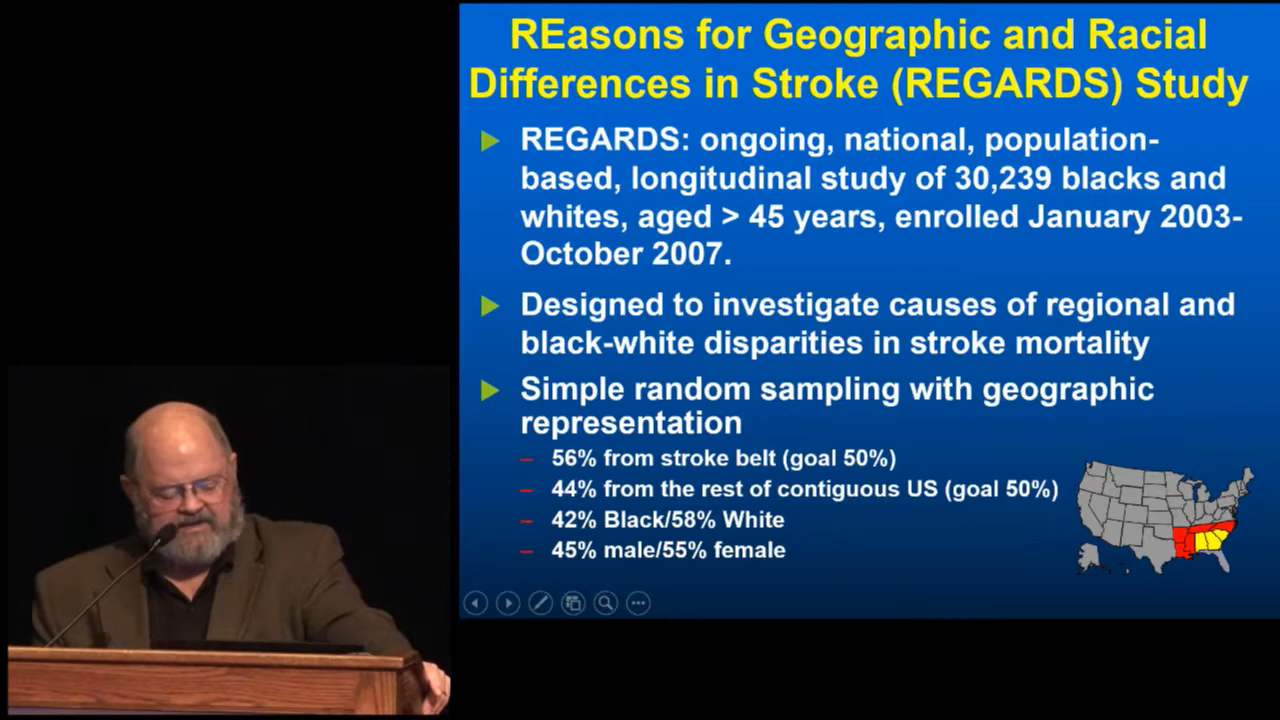 REasons for Geographic and Racial
Differences in Stroke (REGARDS) Study
REGARDS: ongoing, national, population-
based, longitudinal study of 30,239 blacks and
whites, aged > 45 years, enrolled January 2003-
October 2007.
Designed to investigate causes of regional and
black-white disparities in stroke mortality
Simple random sampling with geographic
representation
– 56% from stroke belt (goal 50%)
– 44% from the rest of contiguous US (goal 50%)
– 42% Black/58% White
– 45% male/55% female